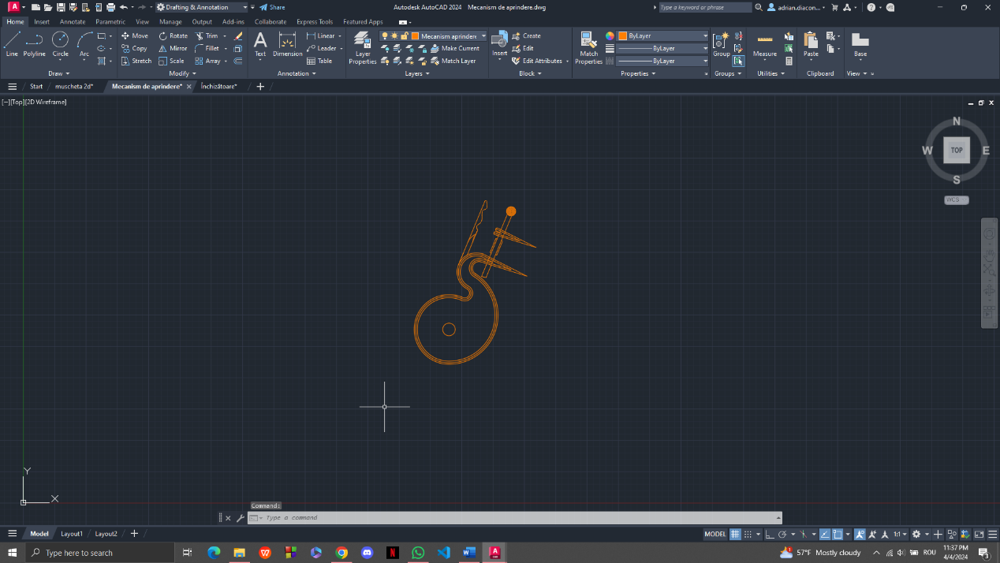 Drafting & Annotation
Share
Autodesk AutoCAD 2024 Mecanism de aprindere.dwg
Type a keyword or phrase
adrian.diacon...
Home Insert Annotate Parametric View Manage Output Add-ins Collaborate Express Tools Featured Apps
Line
Polyline
Circle
Arc
Draw
Move Rotate Trim
Copy Mirror Fillet
Stretch Scale Array
Modify
Text
Dimension
Linear
Leader
Table
Annotation
Layer
Properties
Mecanism aprindere
Make Current
Match Layer
Layers
Insert
Create
Edit
Edit Attributes
Block
Match
Properties
ByLayer
ByLayer
ByLayer
Properties
Group
Groups
Measure
Utilities
Paste
Clipboard
Base
View
Start muscheta 2d* Mecanism de aprindere* Închizătoare*
[−][Top][2D Wireframe]
N
W TOP E
S
WCS
Y
X
Command:
Type a command
Model Layout1 Layout2
MODEL
1:1
Type here to search
57°F Mostly cloudy
ROU
11:37 PM
4/4/2024
3